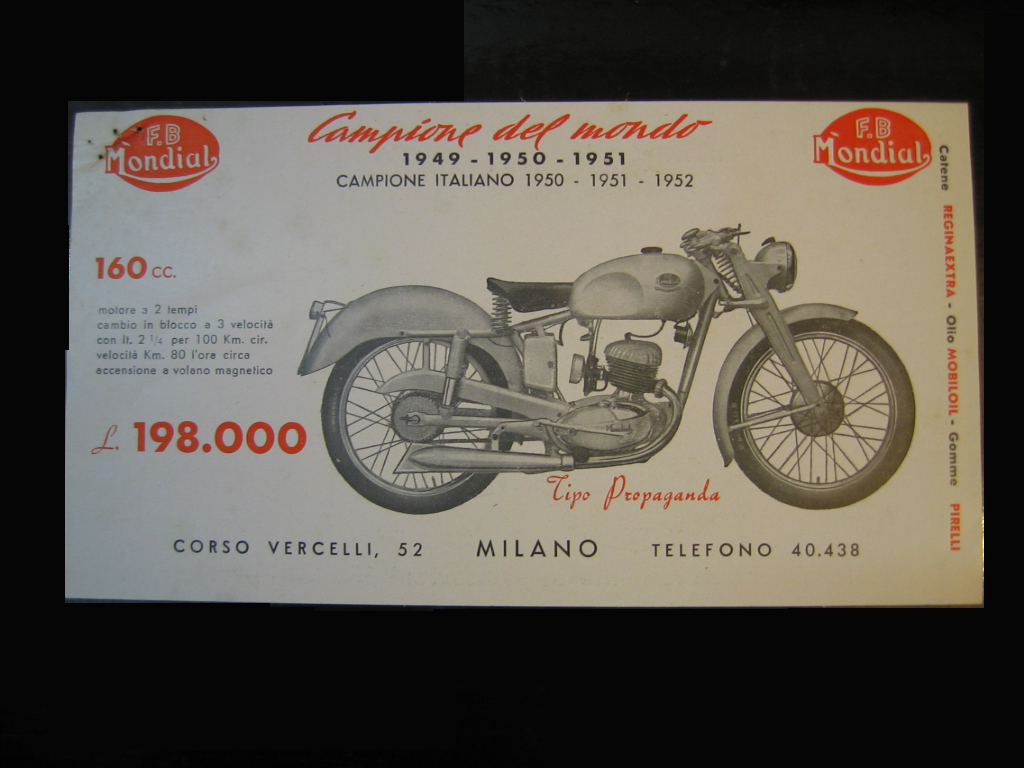 F.B
Mondial
Campione del mondo
1949 - 1950 - 1951
CAMPIONE ITALIANO 1950 - 1951 - 1952
F.B
Mondial
160 CC.
motore a 2 tempi
cambio in blocco a 3 velocità
con lt. 2 1/4 per 100 Km. cir.
velocità Km. 80 l'ora circa
accensione a volano magnetico
L. 198.000
Tipo Propaganda
CORSO VERCELLI, 52 MILANO TELEFONO 40.438
Catene REGINAEXTRA - Olio MOBILOIL - Gomme PIRELLI